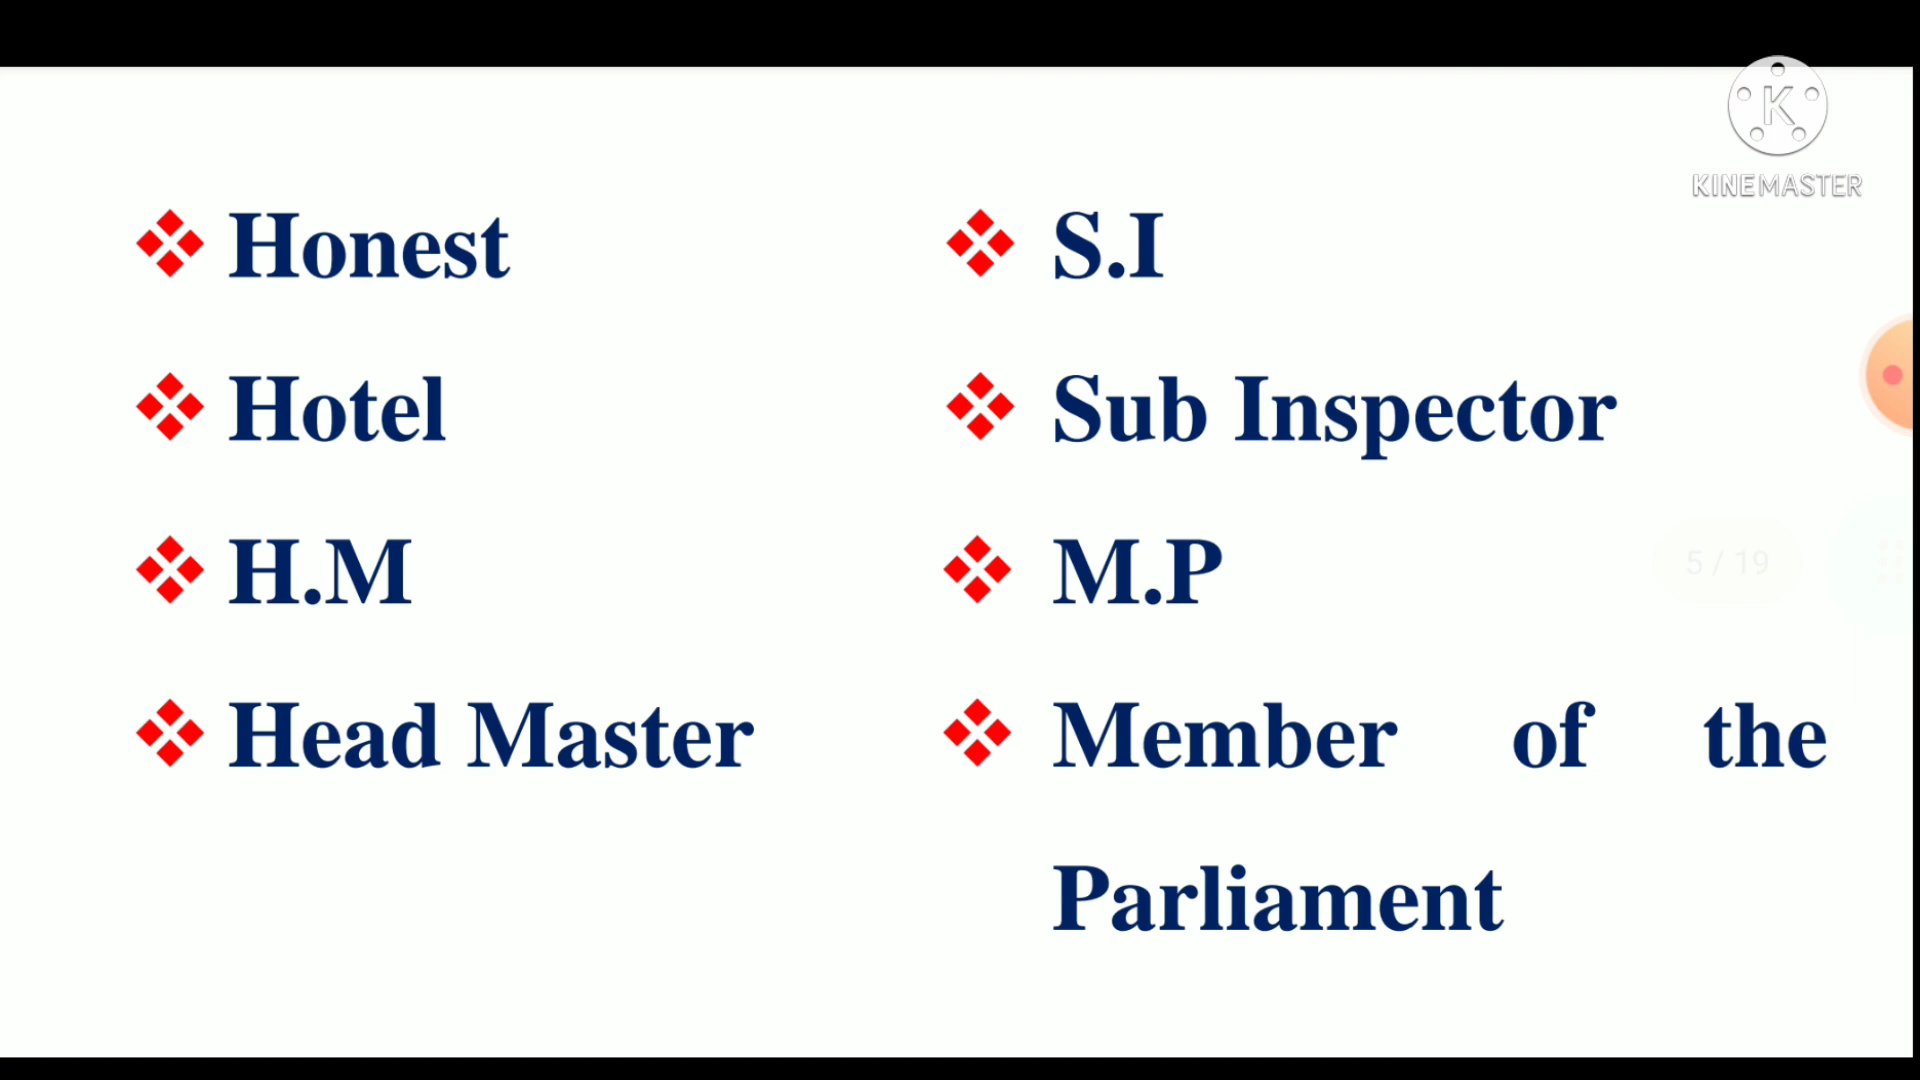 KINEMASTER
Honest
Hotel
H.M
Head Master
S.I
Sub Inspector
M.P
Member of the
Parliament
5 / 19